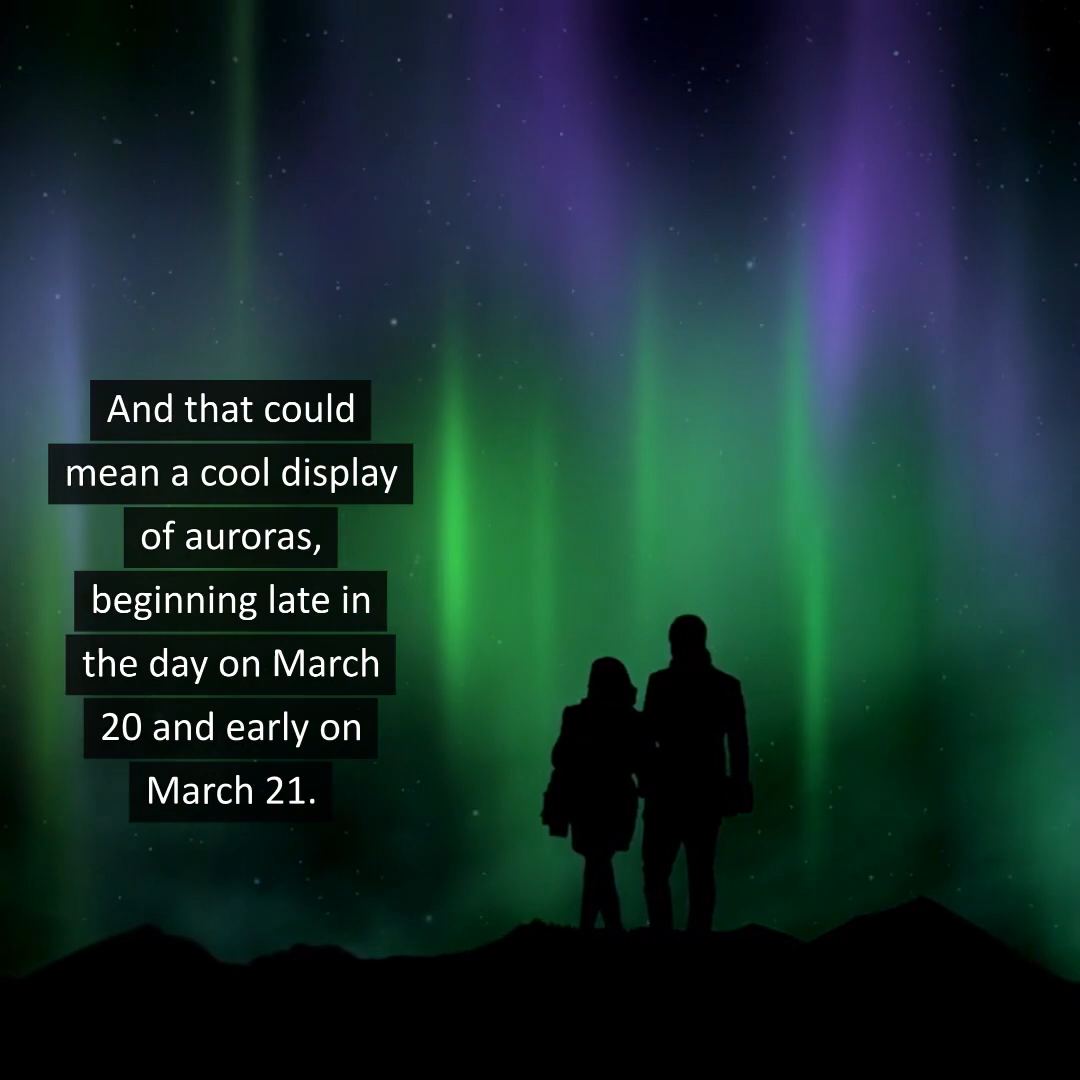 And that could
mean a cool display
of auroras,
beginning late in
the day on March
20 and early on
March 21.